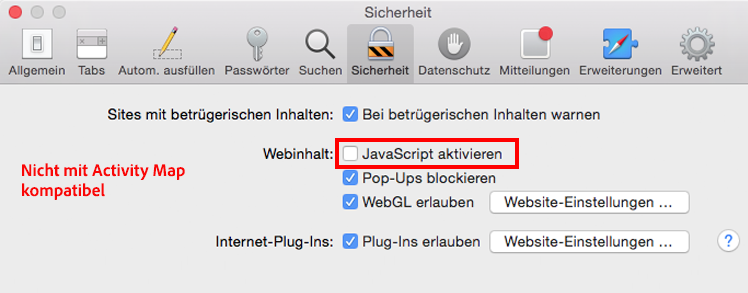 Sicherheit
Allgemein Tabs Autom. ausfüllen Passwörter Suchen Sicherheit Datenschutz Mitteilungen Erweiterungen Erweitert
Sites mit betrügerischen Inhalten: Bei betrügerischen Inhalten warnen
Webinhalt: JavaScript aktivieren
Nicht mit Activity Map
kompatibel
Pop-Ups blockieren
WebGL erlauben Website-Einstellungen ...
Internet-Plug-Ins: Plug-Ins erlauben Website-Einstellungen ... ?